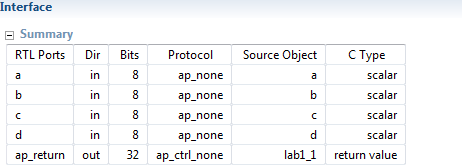 Interface
Summary
RTL Ports Dir Bits Protocol Source Object C Type
a in 8 ap_none a scalar
b in 8 ap_none b scalar
c in 8 ap_none c scalar
d in 8 ap_none d scalar
ap_return out 32 ap_ctrl_none lab1_1 return value